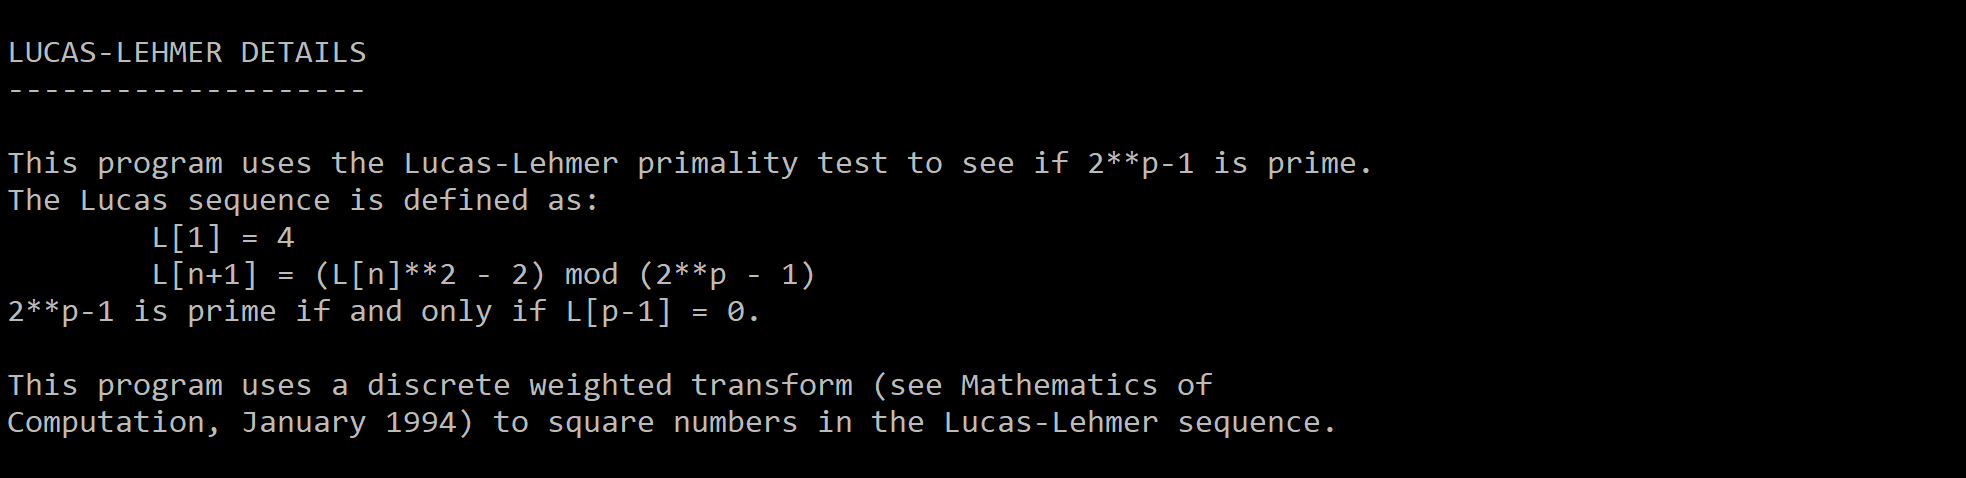 LUCAS-LEHMER DETAILS
--------------------
This program uses the Lucas-Lehmer primality test to see if 2**p-1 is prime.
The Lucas sequence is defined as:
        L[1] = 4
        L[n+1] = (L[n]**2 - 2) mod (2**p - 1)
2**p-1 is prime if and only if L[p-1] = 0.
This program uses a discrete weighted transform (see Mathematics of
Computation, January 1994) to square numbers in the Lucas-Lehmer sequence.